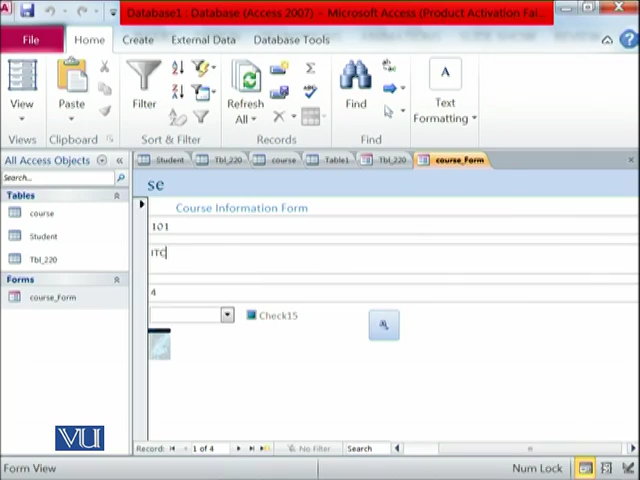 Database1 : Database (Access 2007) - Microsoft Access (Product Activation Fai...
File Home Create External Data Database Tools
View Paste Filter Refresh All Find Text Formatting
Views Clipboard Sort & Filter Records Find
All Access Objects
Student Tbl_220 course Table1 Tbl_220 course_Form
Search...
Tables
course
Student
Tbl_220
Forms
course_Form
se
Course Information Form
101
ITC
4
Check15
VU
Record: 1 of 4 No Filter Search
Form View Num Lock